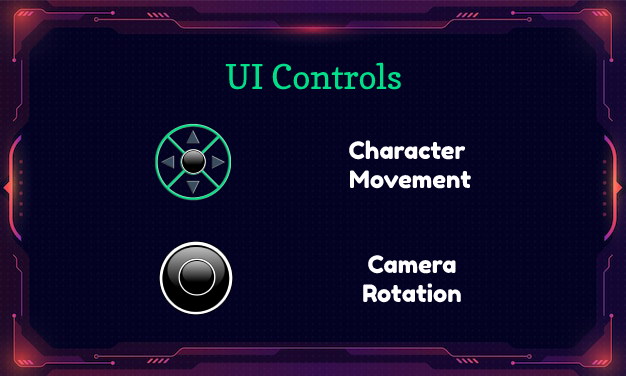 UI Controls
Character
Movement
Camera
Rotation